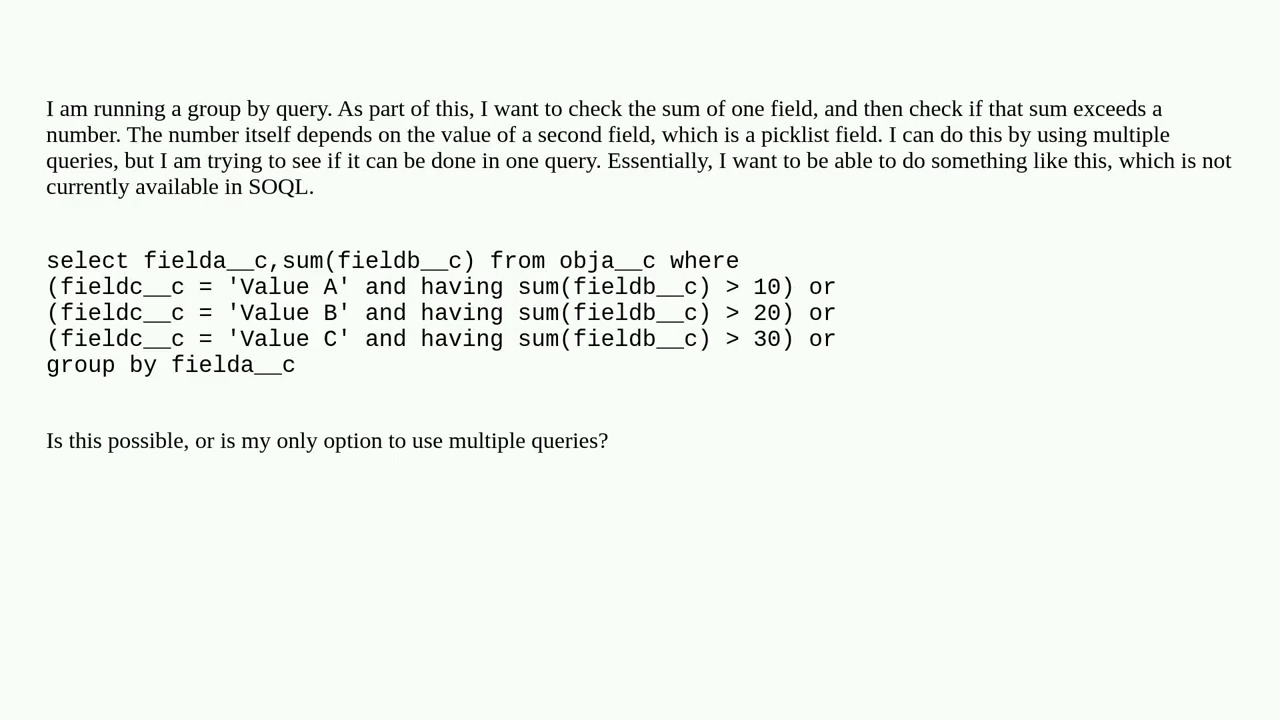 I am running a group by query. As part of this, I want to check the sum of one field, and then check if that sum exceeds a
number. The number itself depends on the value of a second field, which is a picklist field. I can do this by using multiple
queries, but I am trying to see if it can be done in one query. Essentially, I want to be able to do something like this, which is not
currently available in SOQL.
select fielda__c,sum(fieldb__c) from obja__c where
(fieldc__c = 'Value A' and having sum(fieldb__c) > 10) or
(fieldc__c = 'Value B' and having sum(fieldb__c) > 20) or
(fieldc__c = 'Value C' and having sum(fieldb__c) > 30) or
group by fielda__c
Is this possible, or is my only option to use multiple queries?